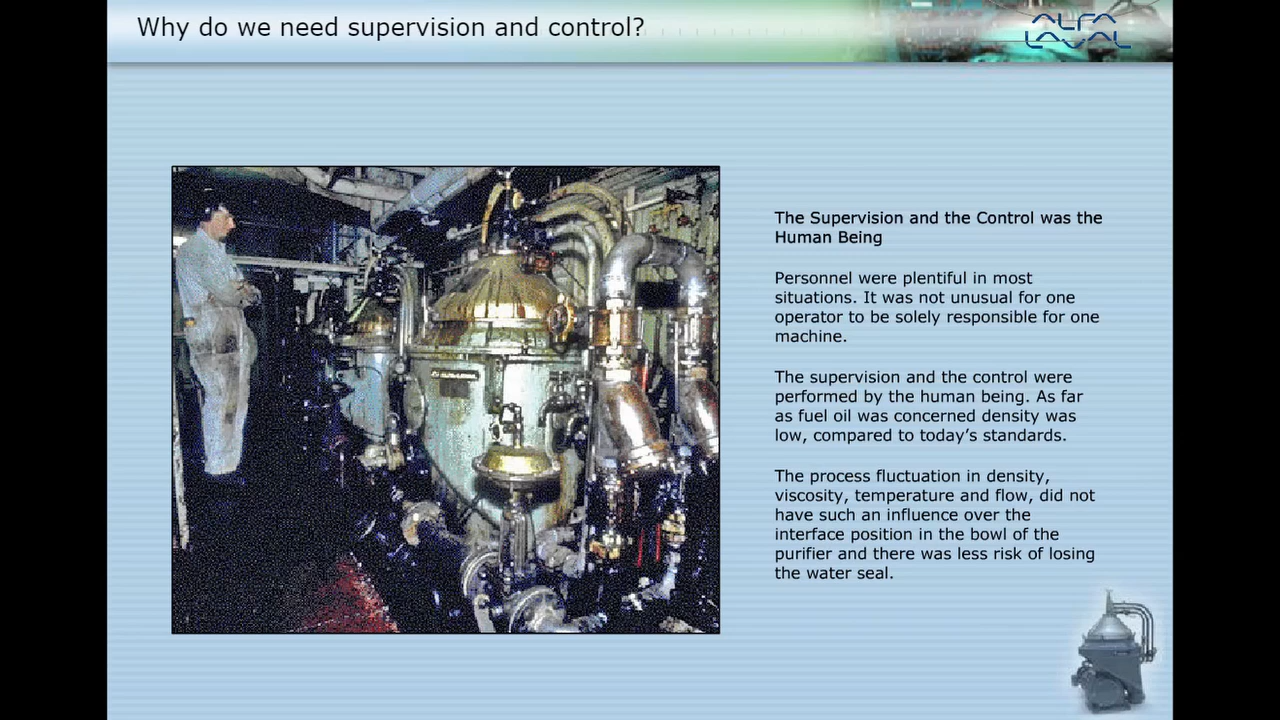 Why do we need supervision and control?
ALFA
LAVAL
The Supervision and the Control was the
Human Being
Personnel were plentiful in most
situations. It was not unusual for one
operator to be solely responsible for one
machine.
The supervision and the control were
performed by the human being. As far
as fuel oil was concerned density was
low, compared to today’s standards.
The process fluctuation in density,
viscosity, temperature and flow, did not
have such an influence over the
interface position in the bowl of the
purifier and there was less risk of losing
the water seal.